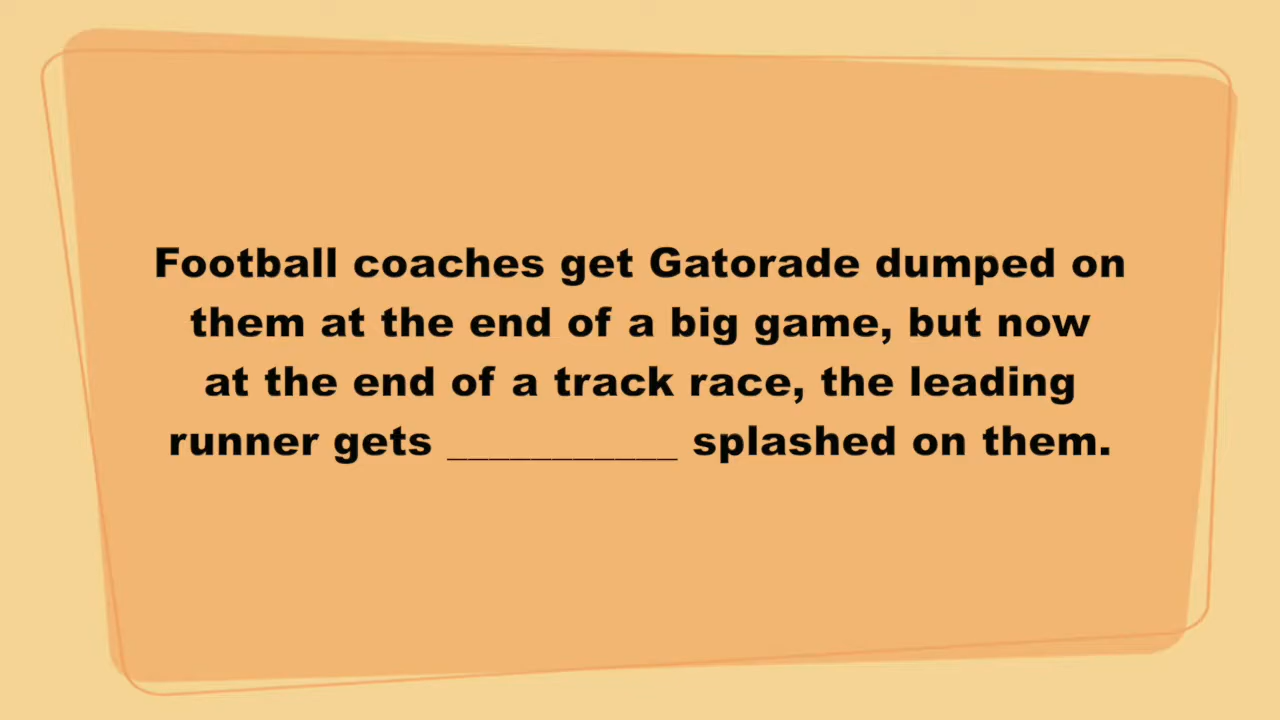 Football coaches get Gatorade dumped on
them at the end of a big game, but now
at the end of a track race, the leading
runner gets ___________ splashed on them.